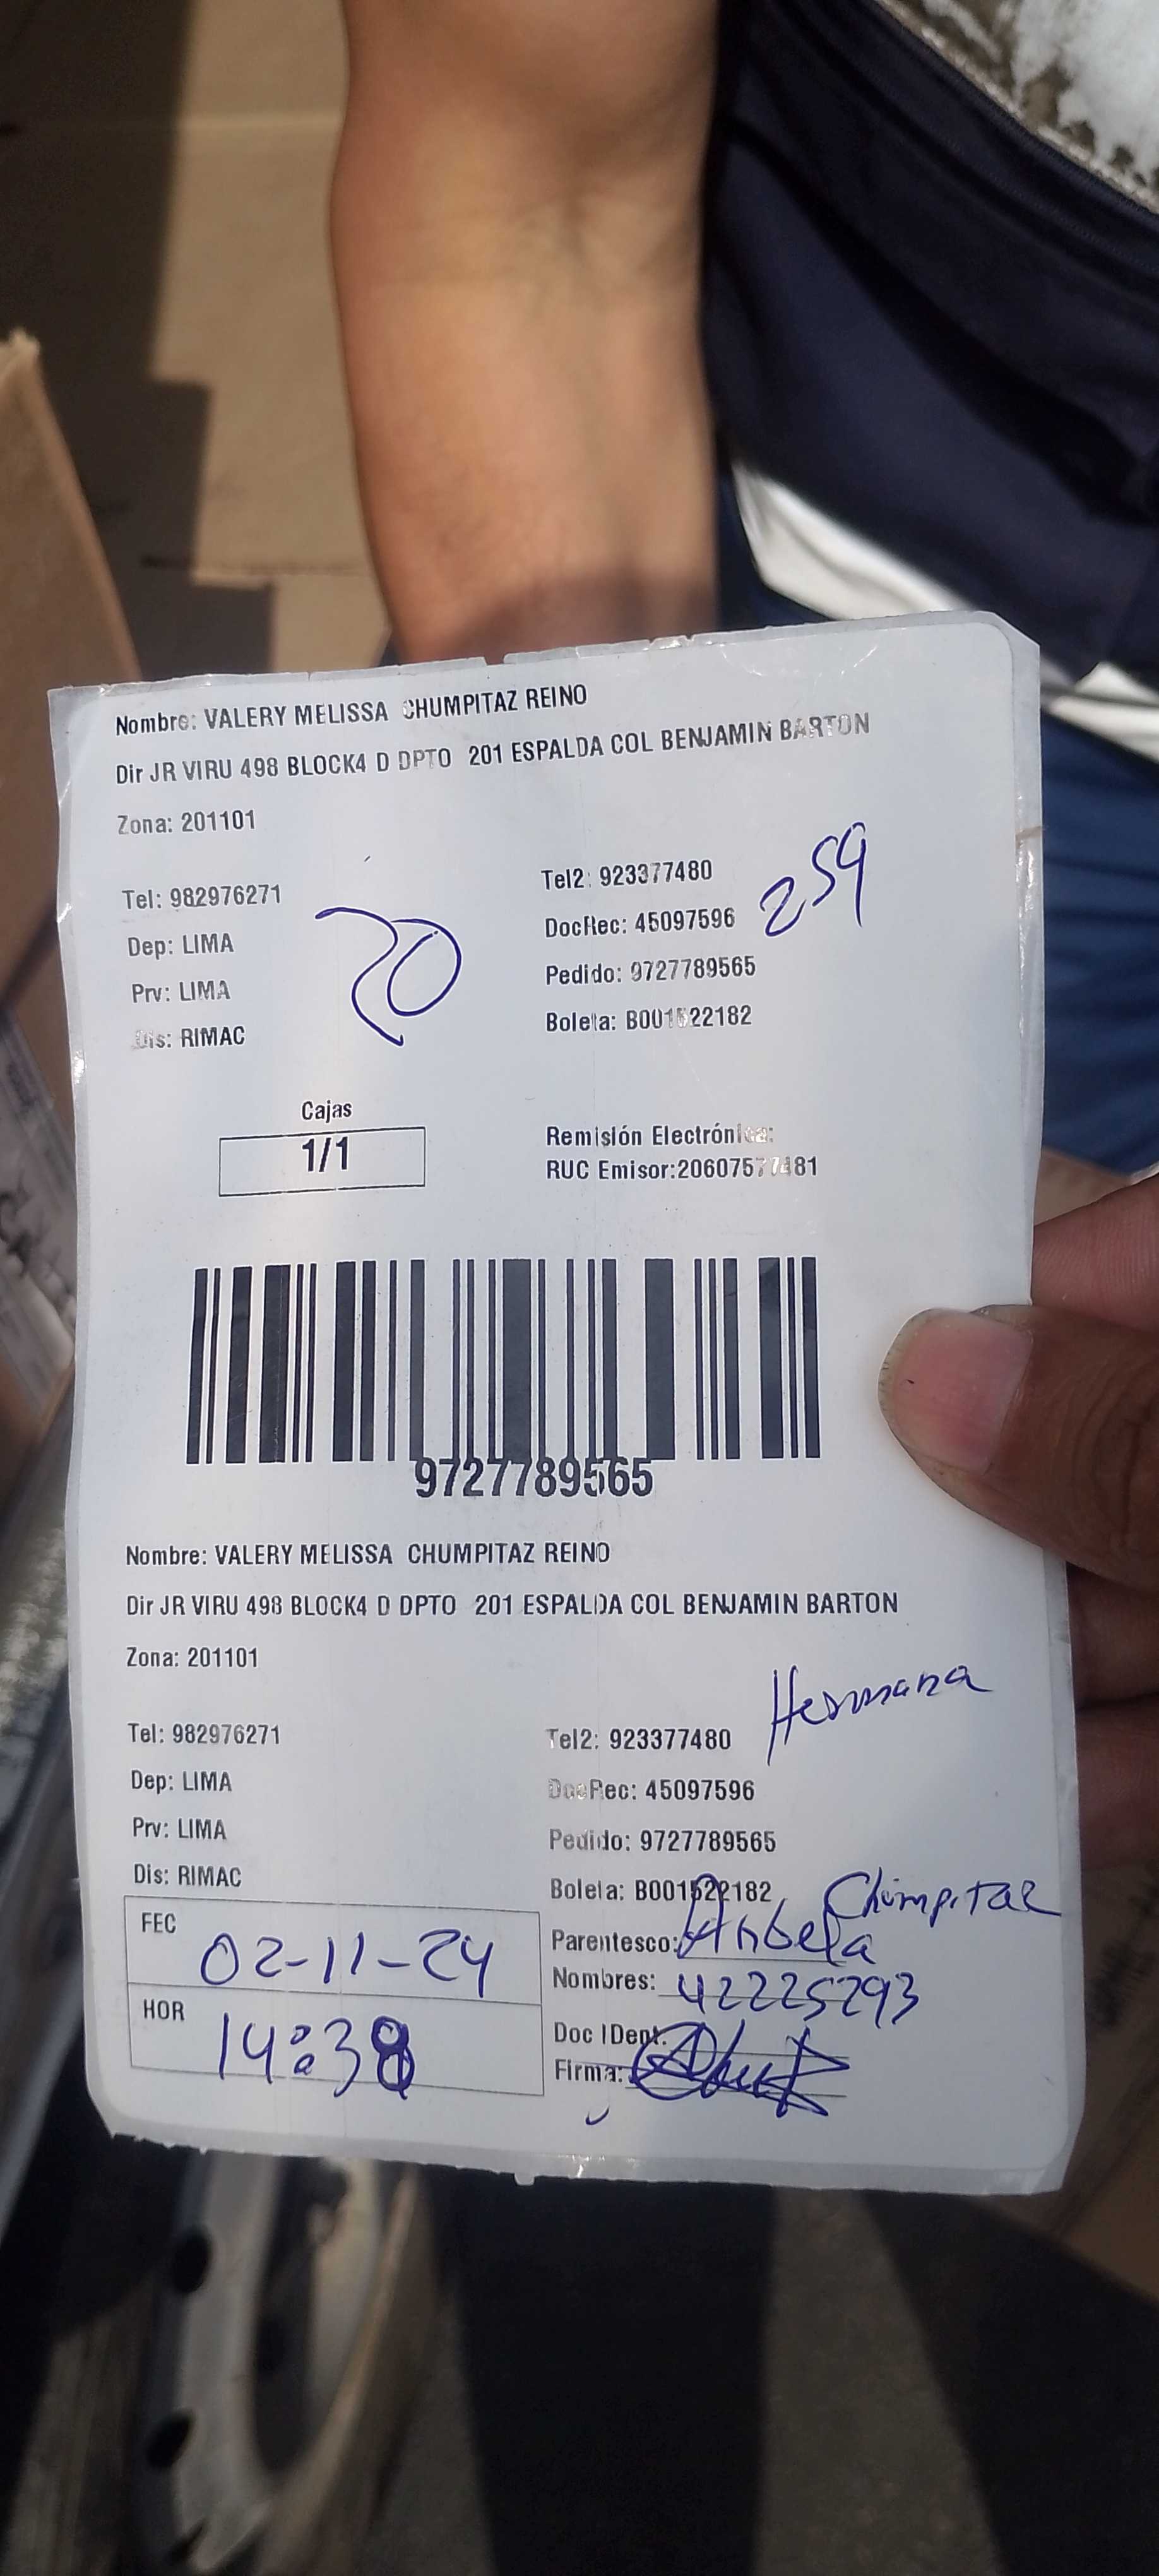 Nombre: VALERY MELISSA CHUMPITAZ REINO
Dir JR VIRU 498 BLOCK4 D DPTO 201 ESPALDA COL BENJAMIN BARTON
Zona: 201101
259
Tel: 982976271
Tel2: 923377480
20
Dep: LIMA
DocRec: 45097596
Prv: LIMA
Pedido: 9727789565
Dis: RIMAC
Boleta: B001522182
Cajas
1/1
Remisión Electrónica:
RUC Emisor:20607577481
9727789565
Nombre: VALERY MELISSA CHUMPITAZ REINO
Dir JR VIRU 498 BLOCK4 D DPTO 201 ESPALDA COL BENJAMIN BARTON
Zona: 201101
Hermana
Tel: 982976271
Tel2: 923377480
Dep: LIMA
DocRec: 45097596
Prv: LIMA
Pedido: 9727789565
Dis: RIMAC
Boleta: B001522182
FEC 02-11-24
HOR 14:38
Parentesco: Chumpitaz
Nombres: 42225293
Doc IDent.
Firma: